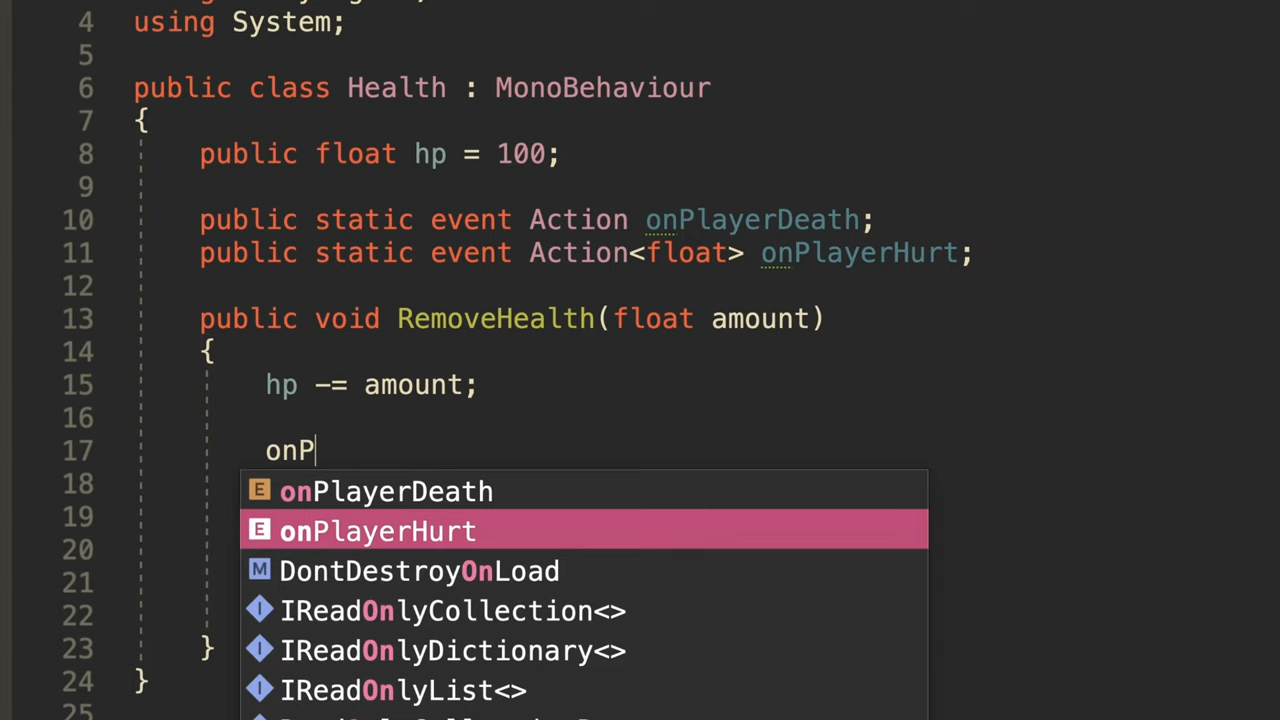 4 using System;
5
6 public class Health : MonoBehaviour
7 {
8 public float hp = 100;
9
10 public static event Action onPlayerDeath;
11 public static event Action<float> onPlayerHurt;
12
13 public void RemoveHealth(float amount)
14 {
15 hp -= amount;
16
17 onP
18 E onPlayerDeath
19 E onPlayerHurt
20 M DontDestroyOnLoad
21 I IReadOnlyCollection<>
22
23 } I IReadOnlyDictionary<>
24 } I IReadOnlyList<>
25